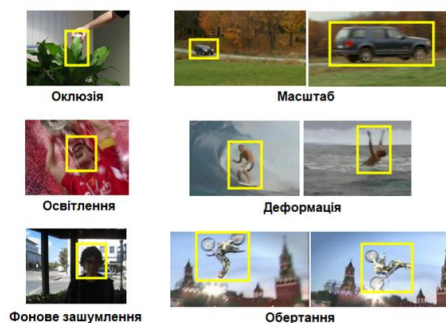 Оклюзія
Масштаб
Освітлення
Деформація
Фонове зашумлення
Обертання